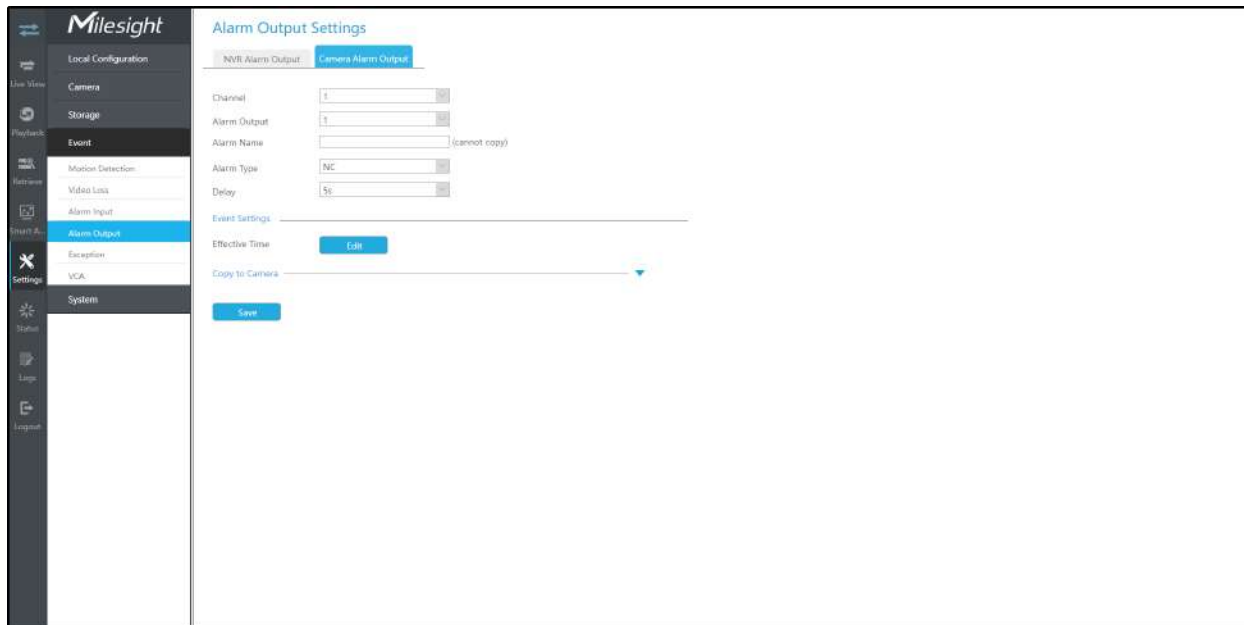 Milesight
Live View
Playback
Retrieve
Smart A...
Settings
Status
Logs
Logout
Local Configuration
Camera
Storage
Event
Motion Detection
Video Loss
Alarm Input
Alarm Output
Exception
VCA
System
Alarm Output Settings
NVR Alarm Output Camera Alarm Output
Channel 1
Alarm Output 1
Alarm Name (cannot copy)
Alarm Type NC
Delay 5s
Event Settings
Effective Time Edit
Copy to Camera
Save